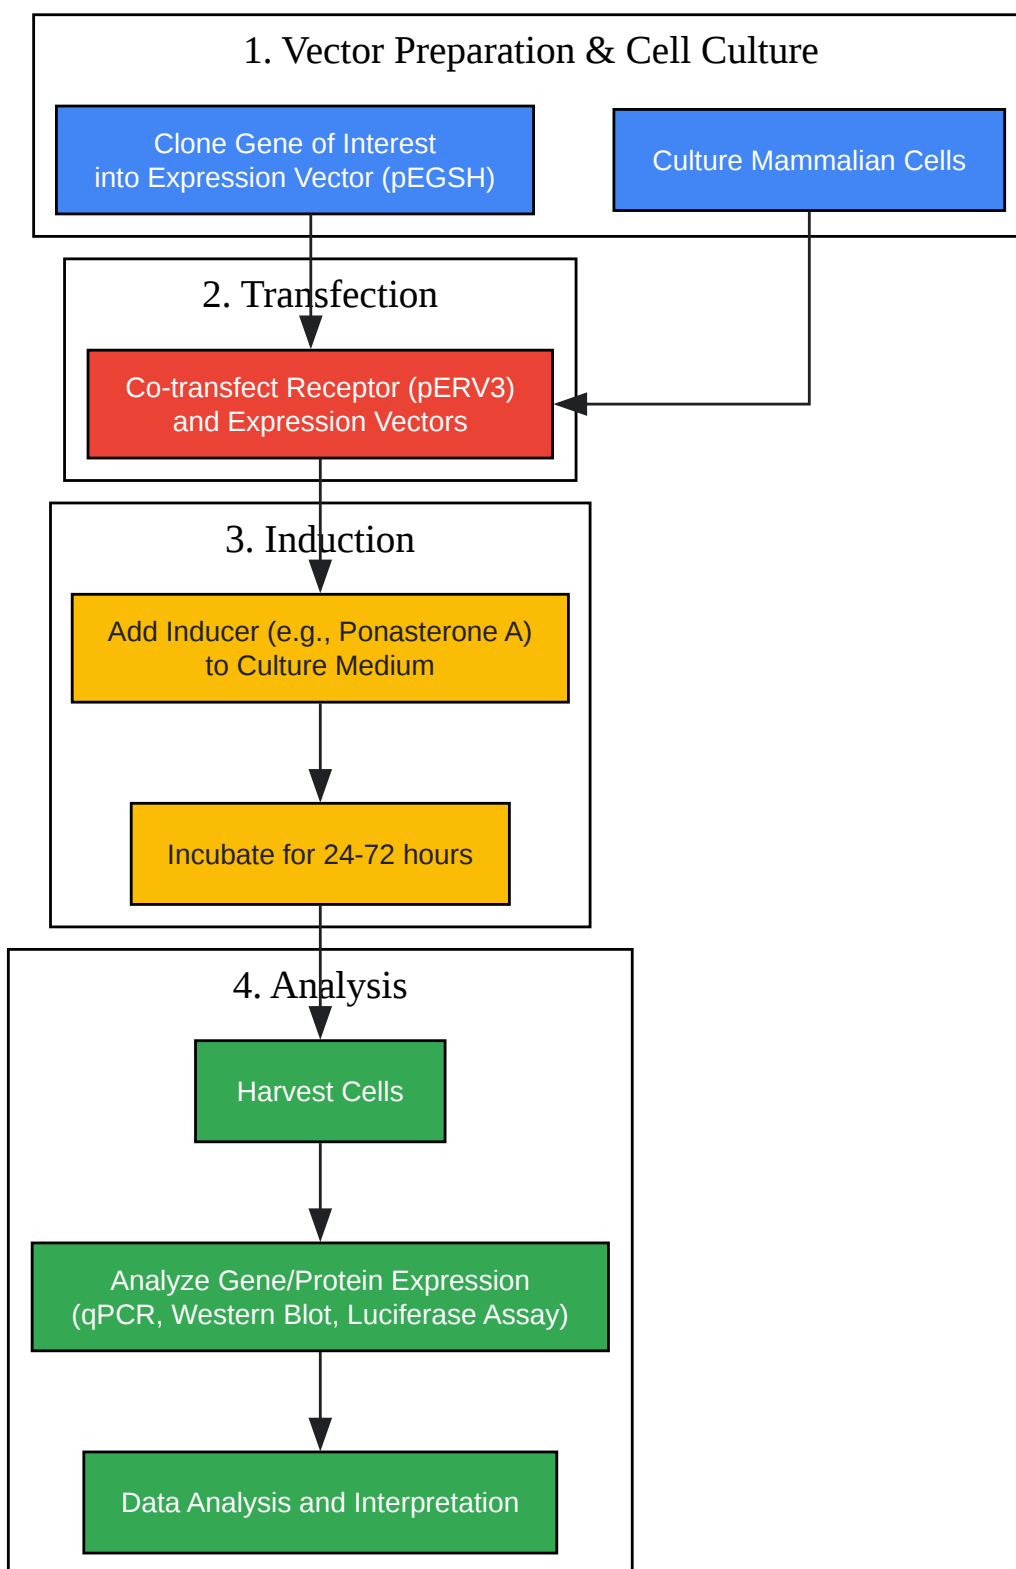 1. Vector Preparation & Cell Culture
Clone Gene of Interest
into Expression Vector (pEGSH)
Culture Mammalian Cells
2. Transfection
Co-transfect Receptor (pERV3)
and Expression Vectors
3. Induction
Add Inducer (e.g., Ponasterone A)
to Culture Medium
Incubate for 24-72 hours
4. Analysis
Harvest Cells
Analyze Gene/Protein Expression
(qPCR, Western Blot, Luciferase Assay)
Data Analysis and Interpretation